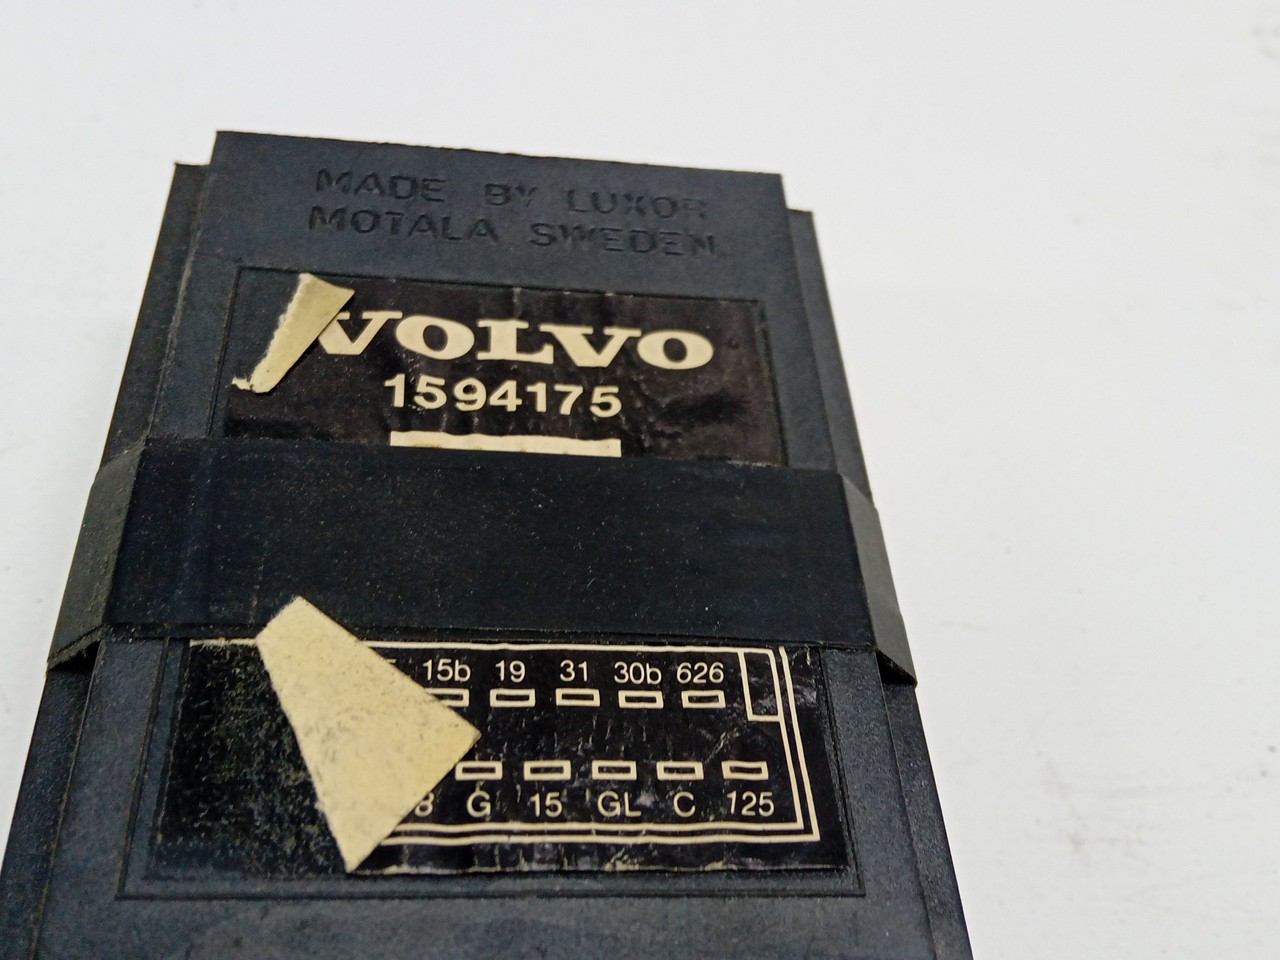 MADE BY LUXOR
MOTALA SWEDEN
VOLVO
1594175
15b 19 31 30b 626
G 15 GL C 125